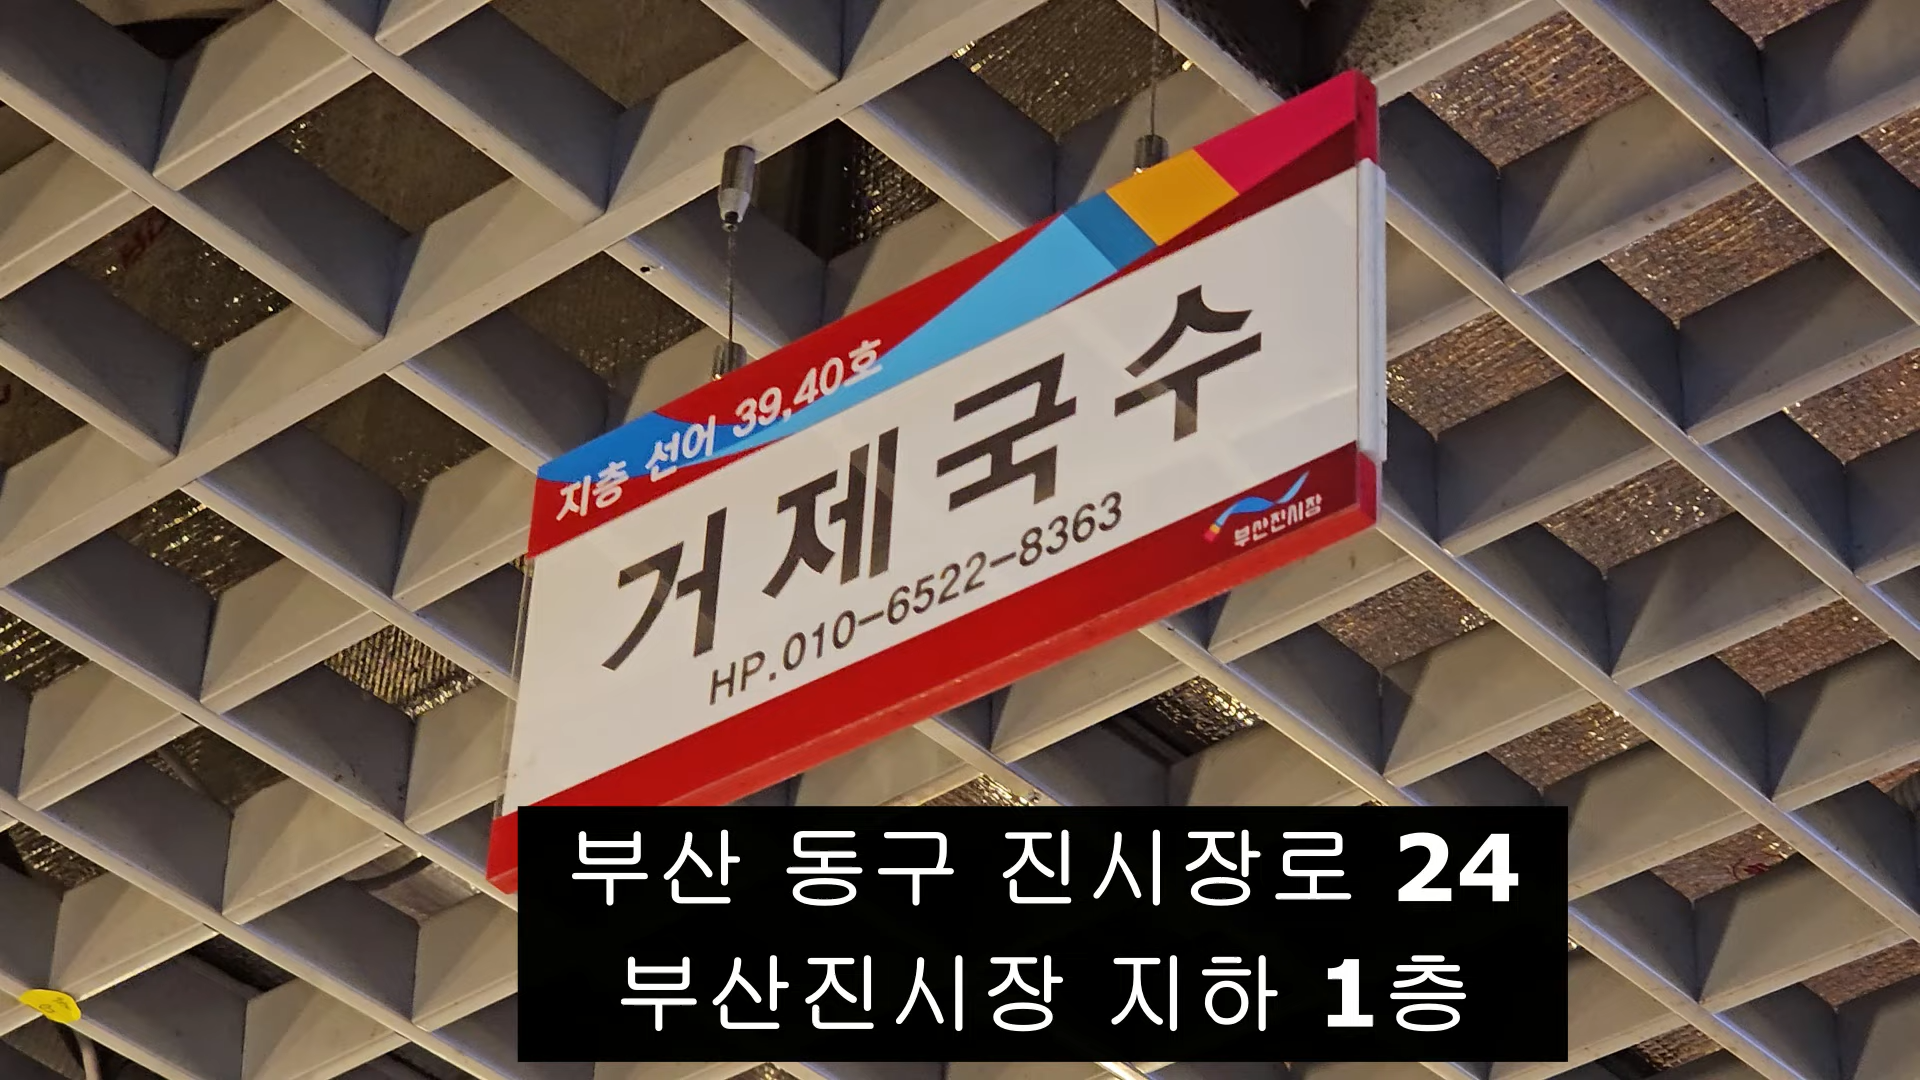 지층 선어 39,40호
거제국수
HP.010-6522-8363
부산진시장
부산 동구 진시장로 24
부산진시장 지하 1층